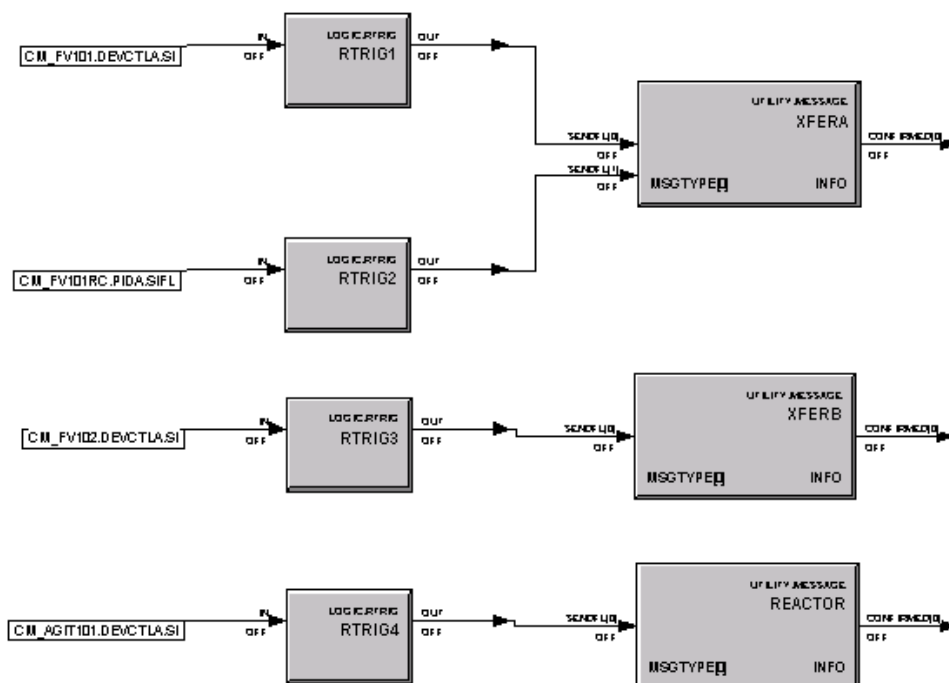 CM_FV101.DEVCTLA.SI
IN
OFF
LOGIC.RTRIG
RTRIG1
OUT
OFF
UTILITY.MESSAGE
XFERA
SENDFL[0]
OFF
SENDFL[1]
OFF
MSGTYPE[]
INFO
CONFIRMED[0]
OFF
CM_FV101RC.PIDA.SIFL
IN
OFF
LOGIC.RTRIG
RTRIG2
OUT
OFF
CM_FV102.DEVCTLA.SI
IN
OFF
LOGIC.RTRIG
RTRIG3
OUT
OFF
SENDFL[0]
OFF
UTILITY.MESSAGE
XFERB
MSGTYPE[]
INFO
CONFIRMED[0]
OFF
CM_AGIT101.DEVCTLA.SI
IN
OFF
LOGIC.RTRIG
RTRIG4
OUT
OFF
SENDFL[0]
OFF
UTILITY.MESSAGE
REACTOR
MSGTYPE[]
INFO
CONFIRMED[0]
OFF